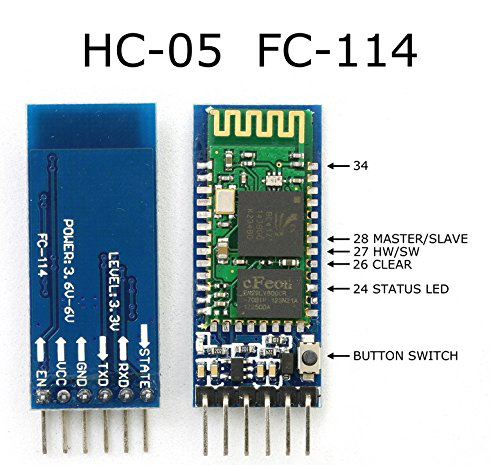 HC-05 FC-114
34
28 MASTER/SLAVE
27 HW/SW
26 CLEAR
24 STATUS LED
BUTTON SWITCH
FC-114
POWER:3.6V-6V
LEVEL:3.3V
EN
VCC
GND
TXD
RXD
STATE
cFeon